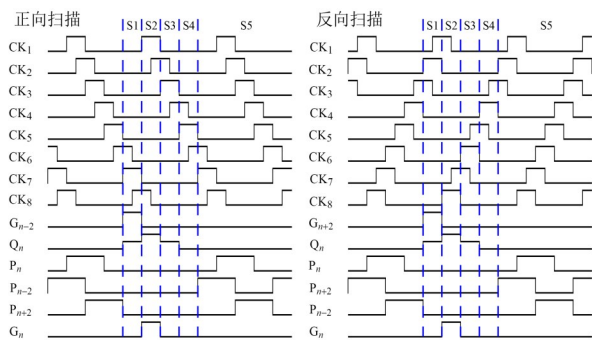 正向扫描
S1 S2 S3 S4 S5
CK1
CK2
CK3
CK4
CK5
CK6
CK7
CK8
Gn-2
Qn
Pn
Pn-2
Pn+2
Gn
反向扫描
S1 S2 S3 S4 S5
CK1
CK2
CK3
CK4
CK5
CK6
CK7
CK8
Gn+2
Qn
Pn
Pn+2
Pn-2
Gn